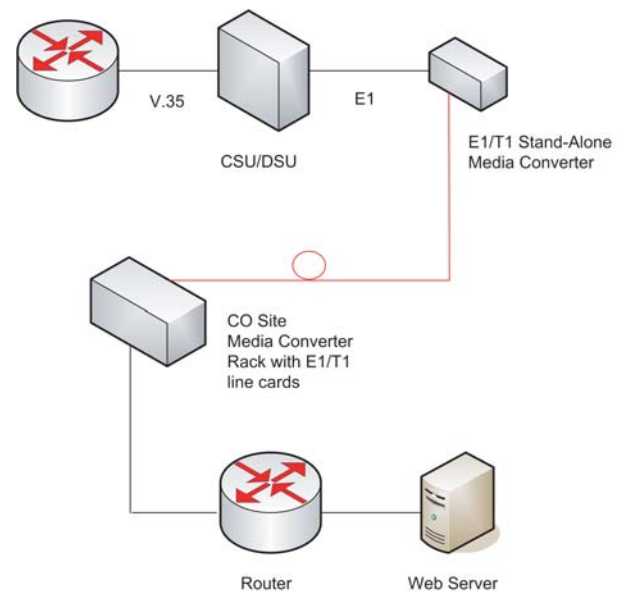 V.35
E1
CSU/DSU
E1/T1 Stand-Alone
Media Converter
CO Site
Media Converter
Rack with E1/T1
line cards
Router
Web Server